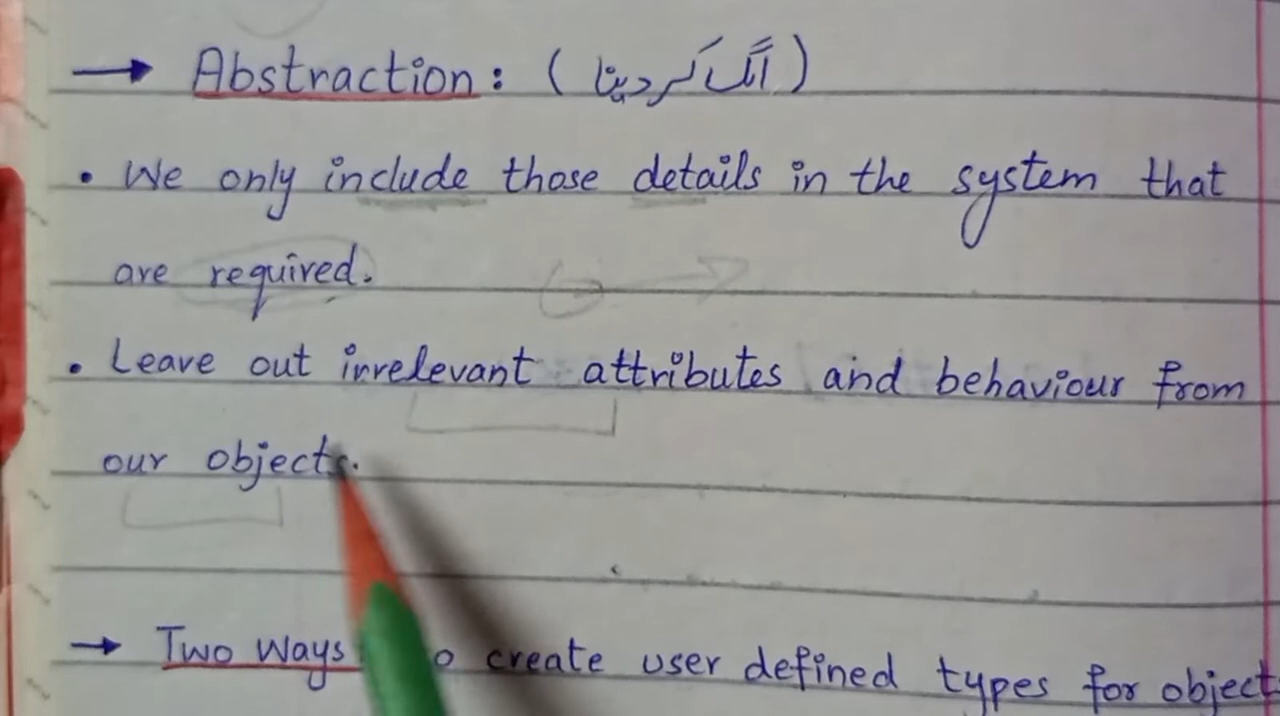 → Abstraction: (الگ کر دینا)
• We only include those details in the system that
are required.
• Leave out irrelevant attributes and behaviour from
our objects.
→ Two Ways create user defined types for object